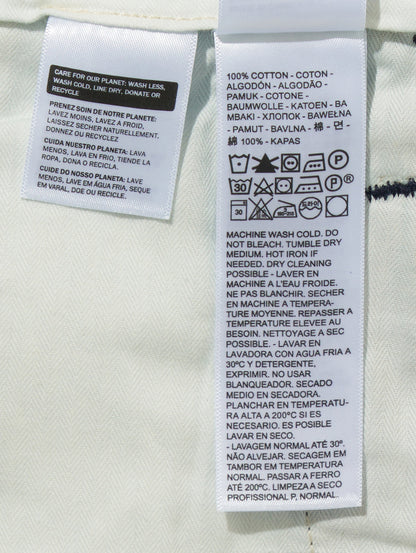 CARE FOR OUR PLANET: WASH LESS,
WASH COLD, LINE DRY, DONATE OR
RECYCLE
PRENEZ SOIN DE NOTRE PLANETE:
LAVEZ MOINS, LAVEZ A FROID,
LAISSEZ SECHER NATURELLEMENT.
DONNEZ OU RECYCLEZ
CUIDA NUESTRO PLANETA: LAVE
MENOS, LAVA EN FRIO, TIENDE LA
ROPA, DONA O RECICLA.
CUIDE DO NOSSO PLANETA: LAVE
MENOS, LAVE EM ÁGUA FRIA, SEQUE
EM VARAL, DOE OU RECICLE.
100% COTTON - COTON -
ALGODÓN - ALGODÃO -
PAMUK - COTONE -
BAUMWOLLE - KATOEN - BA
MBAKI - ХЛОПОК - BAWEŁNA
- PAMUT - BAVLNA - 棉 - 면 -
綿 100% - KAPAS
P
30
P
30
MACHINE WASH COLD. DO
NOT BLEACH. TUMBLE DRY
MEDIUM. HOT IRON IF
NEEDED. DRY CLEANING
POSSIBLE - LAVER EN
MACHINE A L'EAU FROIDE.
NE PAS BLANCHIR. SECHER
EN MACHINE A TEMPERA-
TURE MOYENNE. REPASSER A
TEMPERATURE ELEVEE AU
BESOIN. NETTOYAGE A SEC
POSSIBLE. - LAVAR EN
LAVADORA CON AGUA FRIA A
30ºC Y DETERGENTE,
EXPRIMIR. NO USAR
BLANQUEADOR. SECADO
MEDIO EN SECADORA.
PLANCHAR EN TEMPERATU-
RA ALTA A 200ºC SI ES
NECESARIO. ES POSIBLE
LAVAR EN SECO.
- LAVAGEM NORMAL ATÉ 30º.
NÃO ALVEJAR. SECAGEM EM
TAMBOR EM TEMPERATURA
NORMAL. PASSAR A FERRO
ATÉ 200ºC. LIMPEZA A SECO
PROFISSIONAL P, NORMAL.